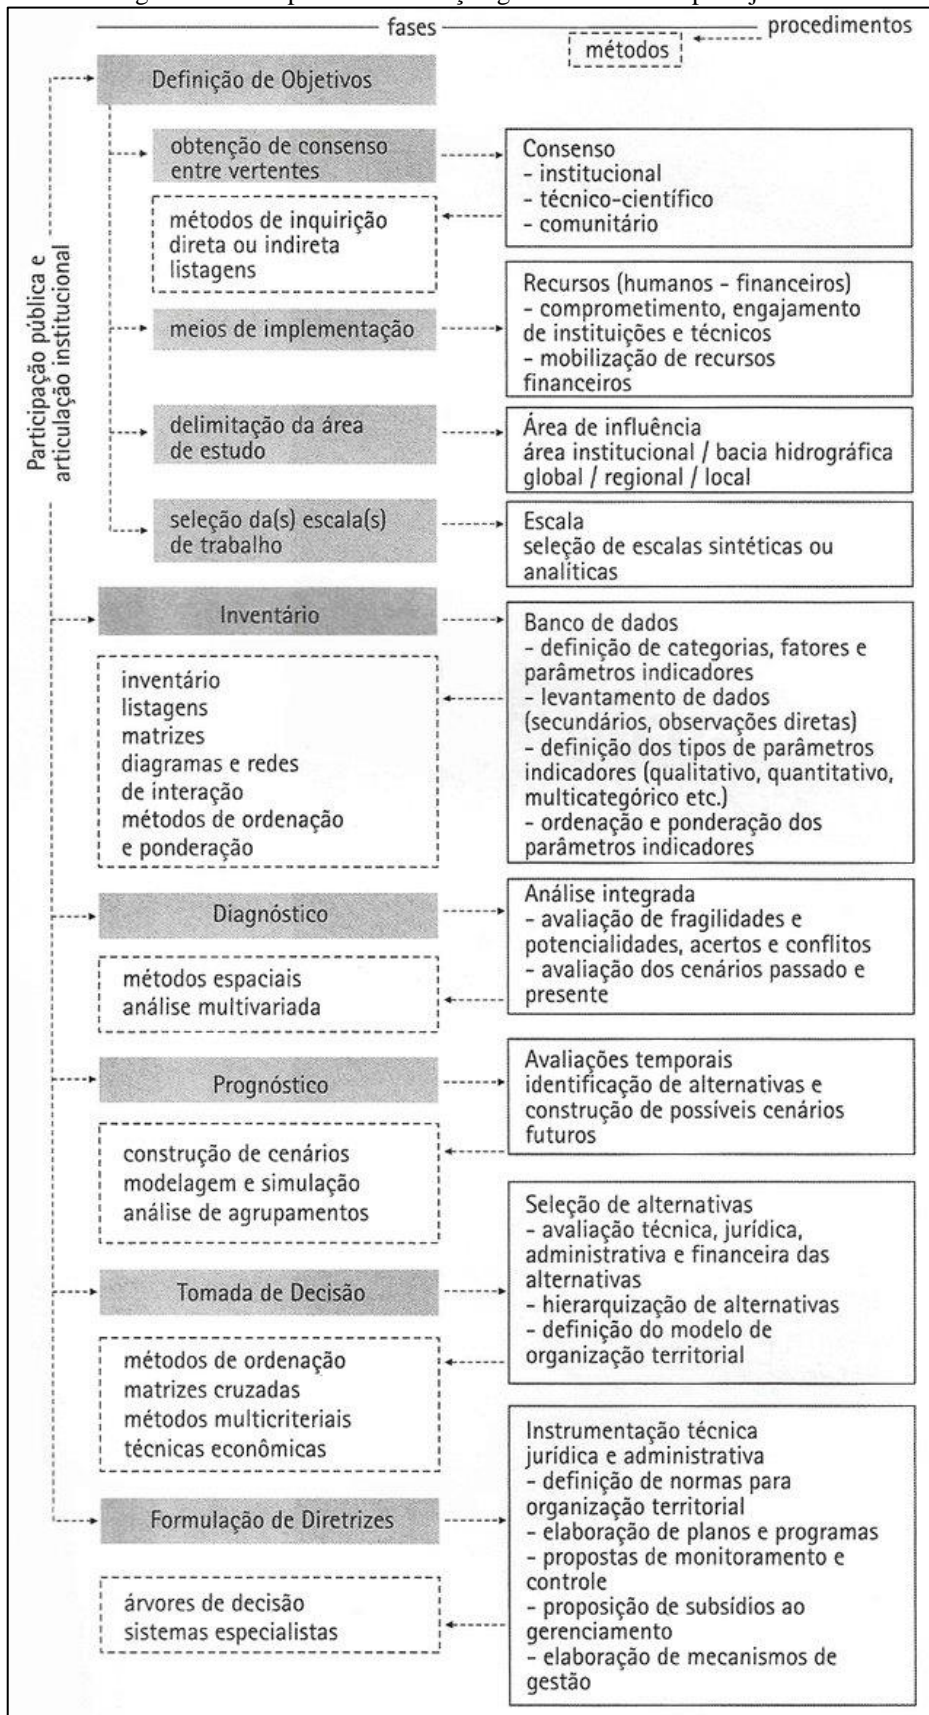 fases
procedimentos
métodos
Participação pública e
articulação institucional
Definição de Objetivos
obtenção de consenso
entre vertentes
Consenso
- institucional
- técnico-científico
- comunitário
métodos de inquirição
direta ou indireta
listagens
meios de implementação
Recursos (humanos - financeiros)
- comprometimento, engajamento
de instituições e técnicos
- mobilização de recursos
financeiros
delimitação da área
de estudo
Área de influência
área institucional / bacia hidrográfica
global / regional / local
seleção da(s) escala(s)
de trabalho
Escala
seleção de escalas sintéticas ou
analíticas
Inventário
Banco de dados
- definição de categorias, fatores e
parâmetros indicadores
- levantamento de dados
(secundários, observações diretas)
- definição dos tipos de parâmetros
indicadores (qualitativo, quantitativo,
multicategórico etc.)
- ordenação e ponderação dos
parâmetros indicadores
inventário
listagens
matrizes
diagramas e redes
de interação
métodos de ordenação
e ponderação
Diagnóstico
Análise integrada
- avaliação de fragilidades e
potencialidades, acertos e conflitos
- avaliação dos cenários passado e
presente
métodos espaciais
análise multivariada
Prognóstico
Avaliações temporais
identificação de alternativas e
construção de possíveis cenários
futuros
construção de cenários
modelagem e simulação
análise de agrupamentos
Tomada de Decisão
Seleção de alternativas
- avaliação técnica, jurídica,
administrativa e financeira das
alternativas
- hierarquização de alternativas
- definição do modelo de
organização territorial
métodos de ordenação
matrizes cruzadas
métodos multicriteriais
técnicas econômicas
Formulação de Diretrizes
Instrumentação técnica
jurídica e administrativa
- definição de normas para
organização territorial
- elaboração de planos e programas
- propostas de monitoramento e
controle
- proposição de subsídios ao
gerenciamento
- elaboração de mecanismos de
gestão
árvores de decisão
sistemas especialistas